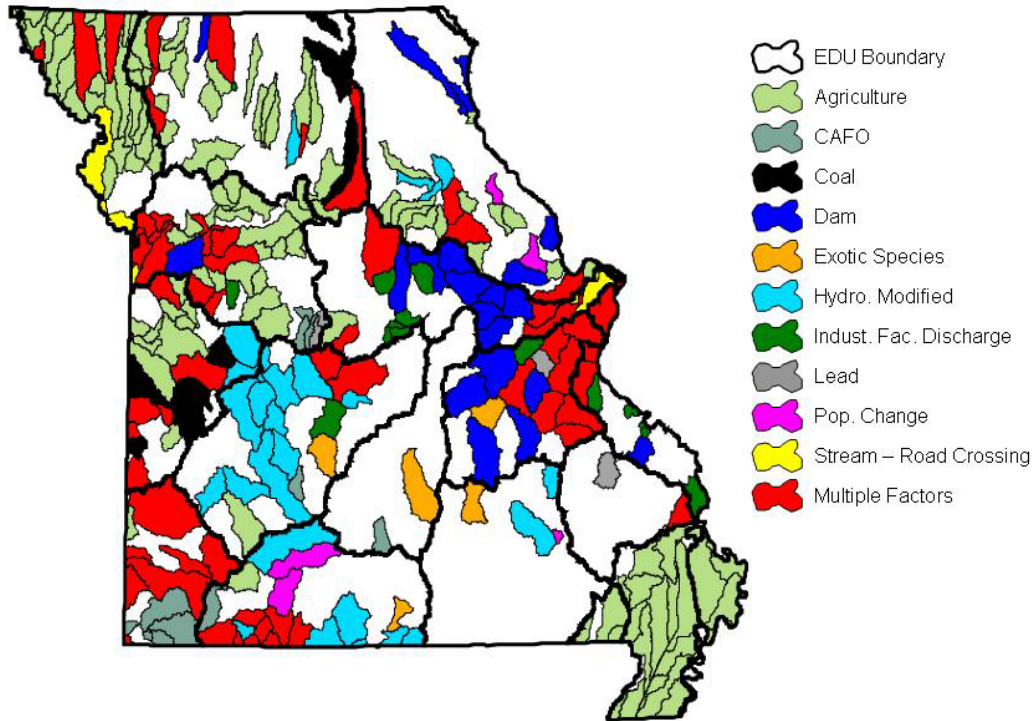 EDU Boundary
Agriculture
CAFO
Coal
Dam
Exotic Species
Hydro. Modified
Indust. Fac. Discharge
Lead
Pop. Change
Stream – Road Crossing
Multiple Factors